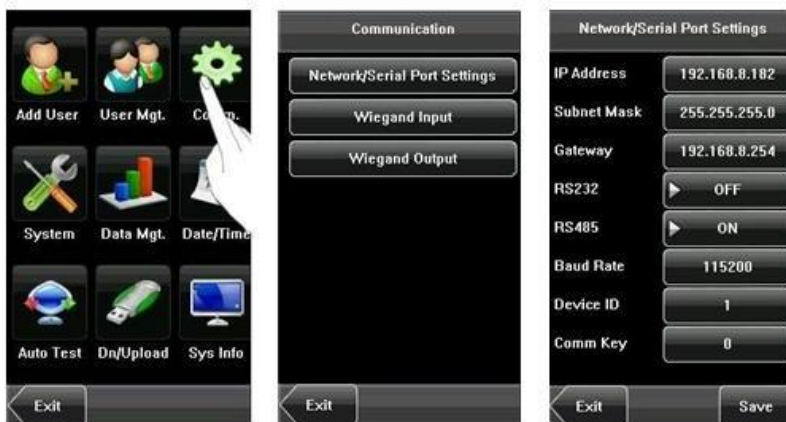 Add User User Mgt. Comm.
System Data Mgt. Date/Time
Auto Test Dn/Upload Sys Info
Exit
Communication
Network/Serial Port Settings
Wiegand Input
Wiegand Output
Exit
Network/Serial Port Settings
IP Address 192.168.8.182
Subnet Mask 255.255.255.0
Gateway 192.168.8.254
RS232 OFF
RS485 ON
Baud Rate 115200
Device ID 1
Comm Key 0
Exit Save